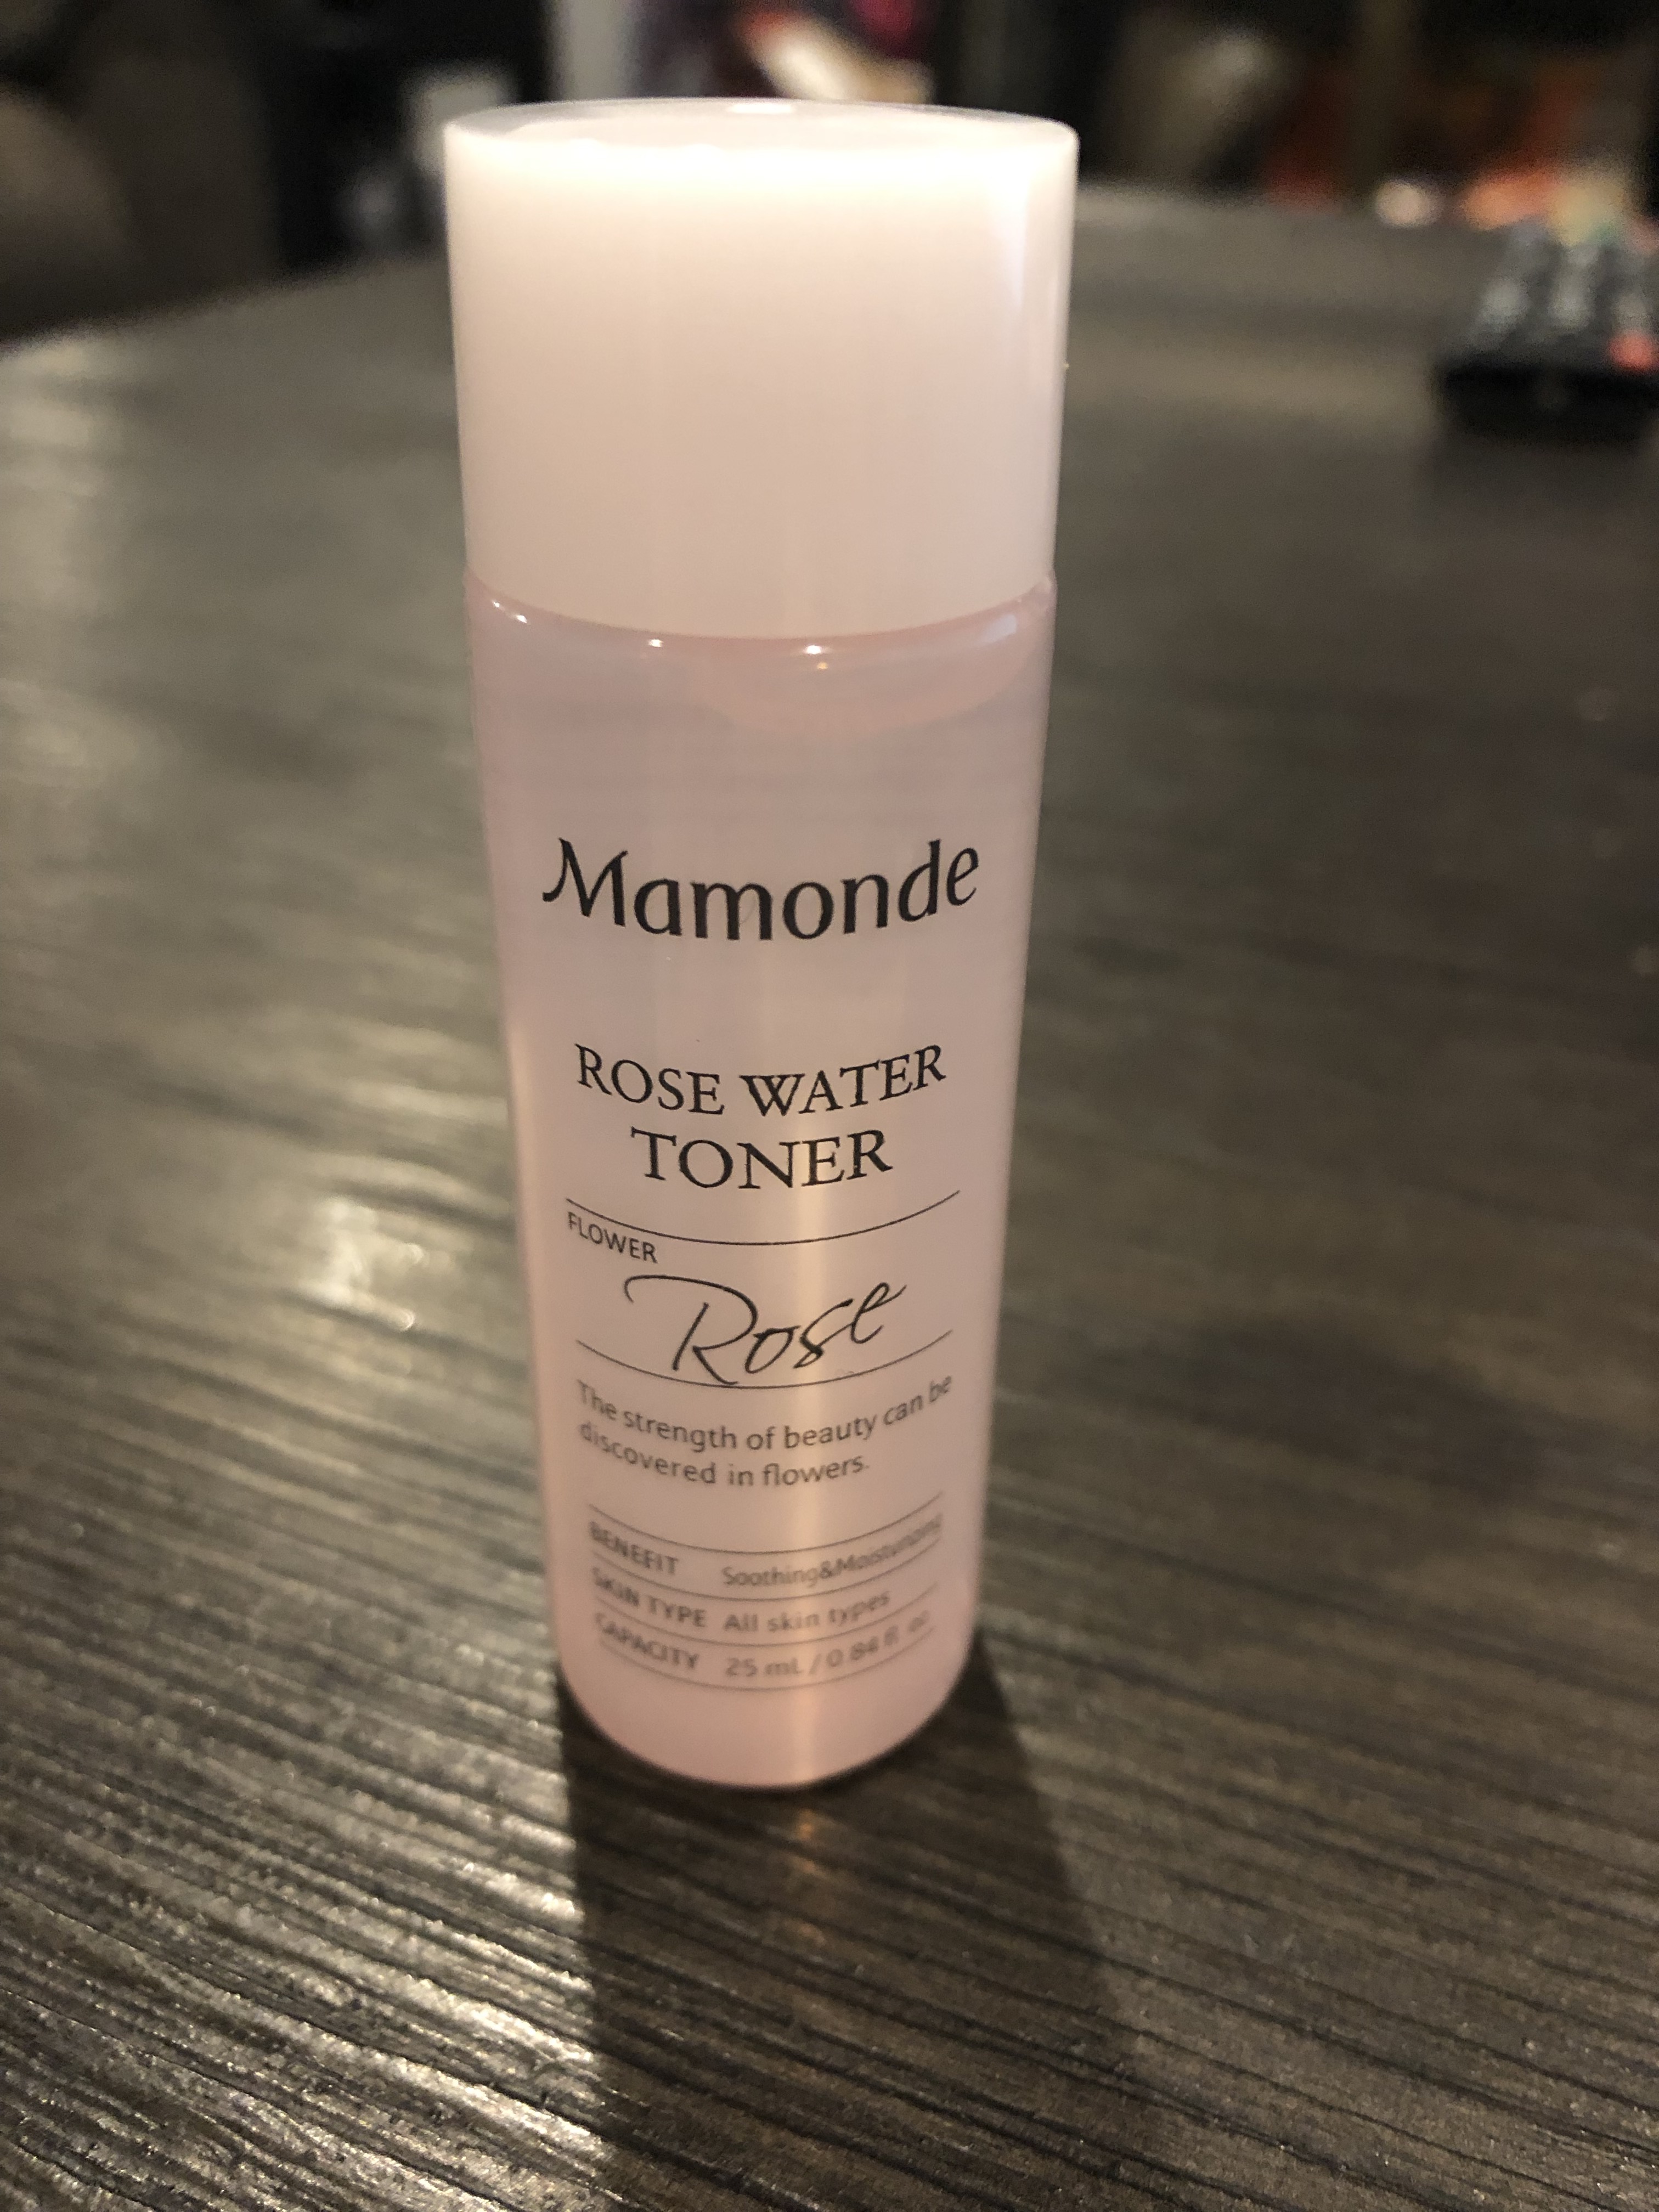 Mamonde
ROSE WATER
TONER
FLOWER
Rose
The strength of beauty can be
discovered in flowers.
BENEFIT Soothing&Moisturizing
SKIN TYPE All skin types
CAPACITY 25 mL / 0.84 fl. oz.